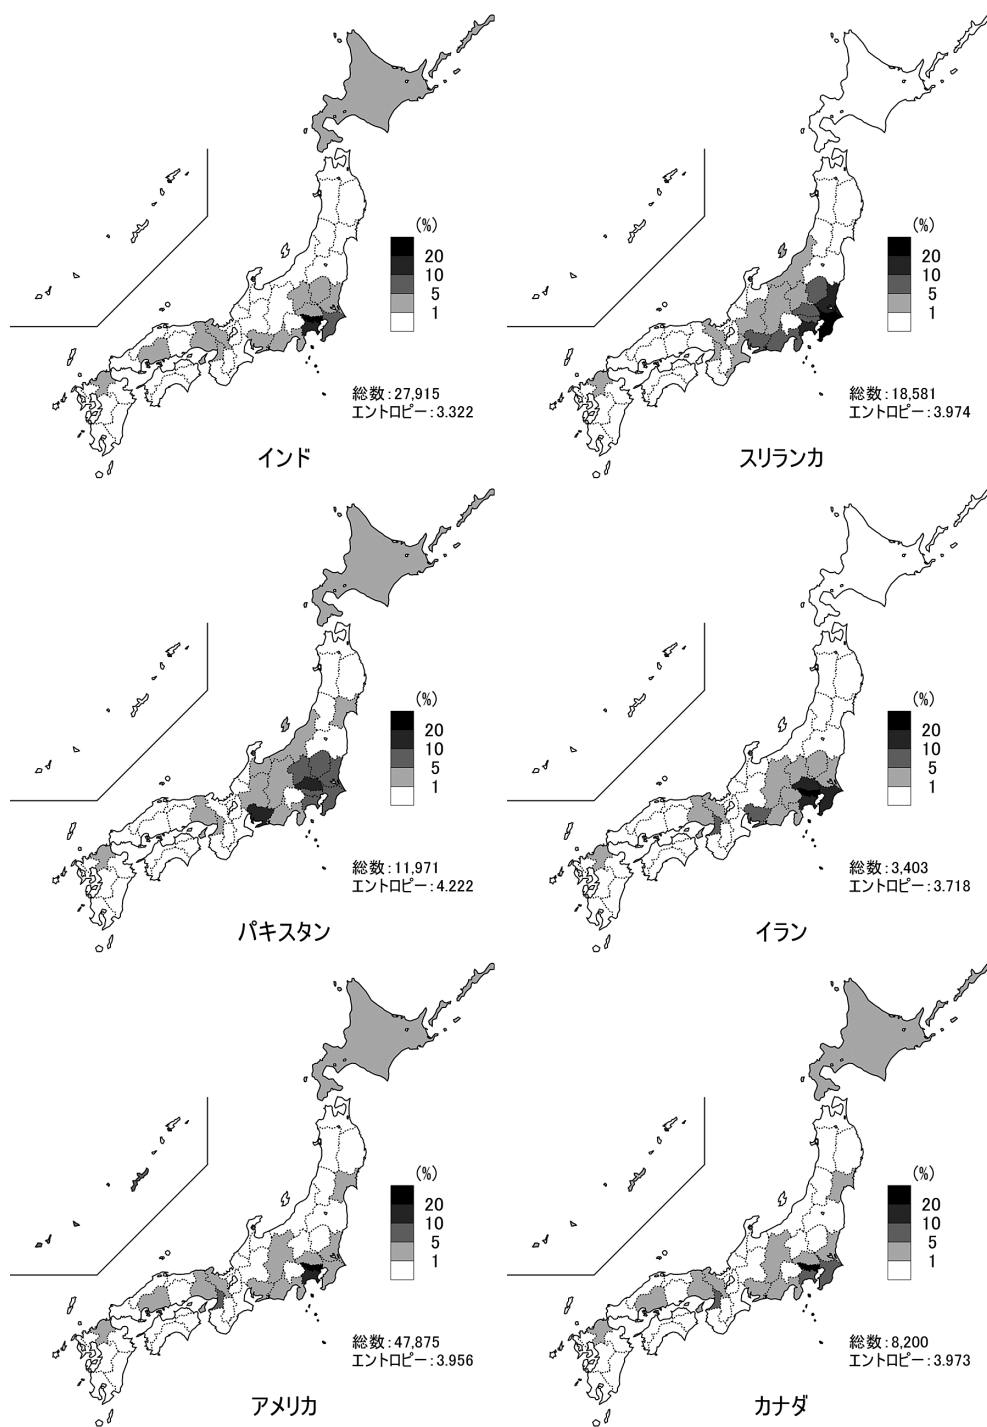 (%)
20
10
5
1
総数:27,915
エントロピー:3.322
インド
(%)
20
10
5
1
総数:18,581
エントロピー:3.974
スリランカ
(%)
20
10
5
1
総数:11,971
エントロピー:4.222
パキスタン
(%)
20
10
5
1
総数:3,403
エントロピー:3.718
イラン
(%)
20
10
5
1
総数:47,875
エントロピー:3.956
アメリカ
(%)
20
10
5
1
総数:8,200
エントロピー:3.973
カナダ